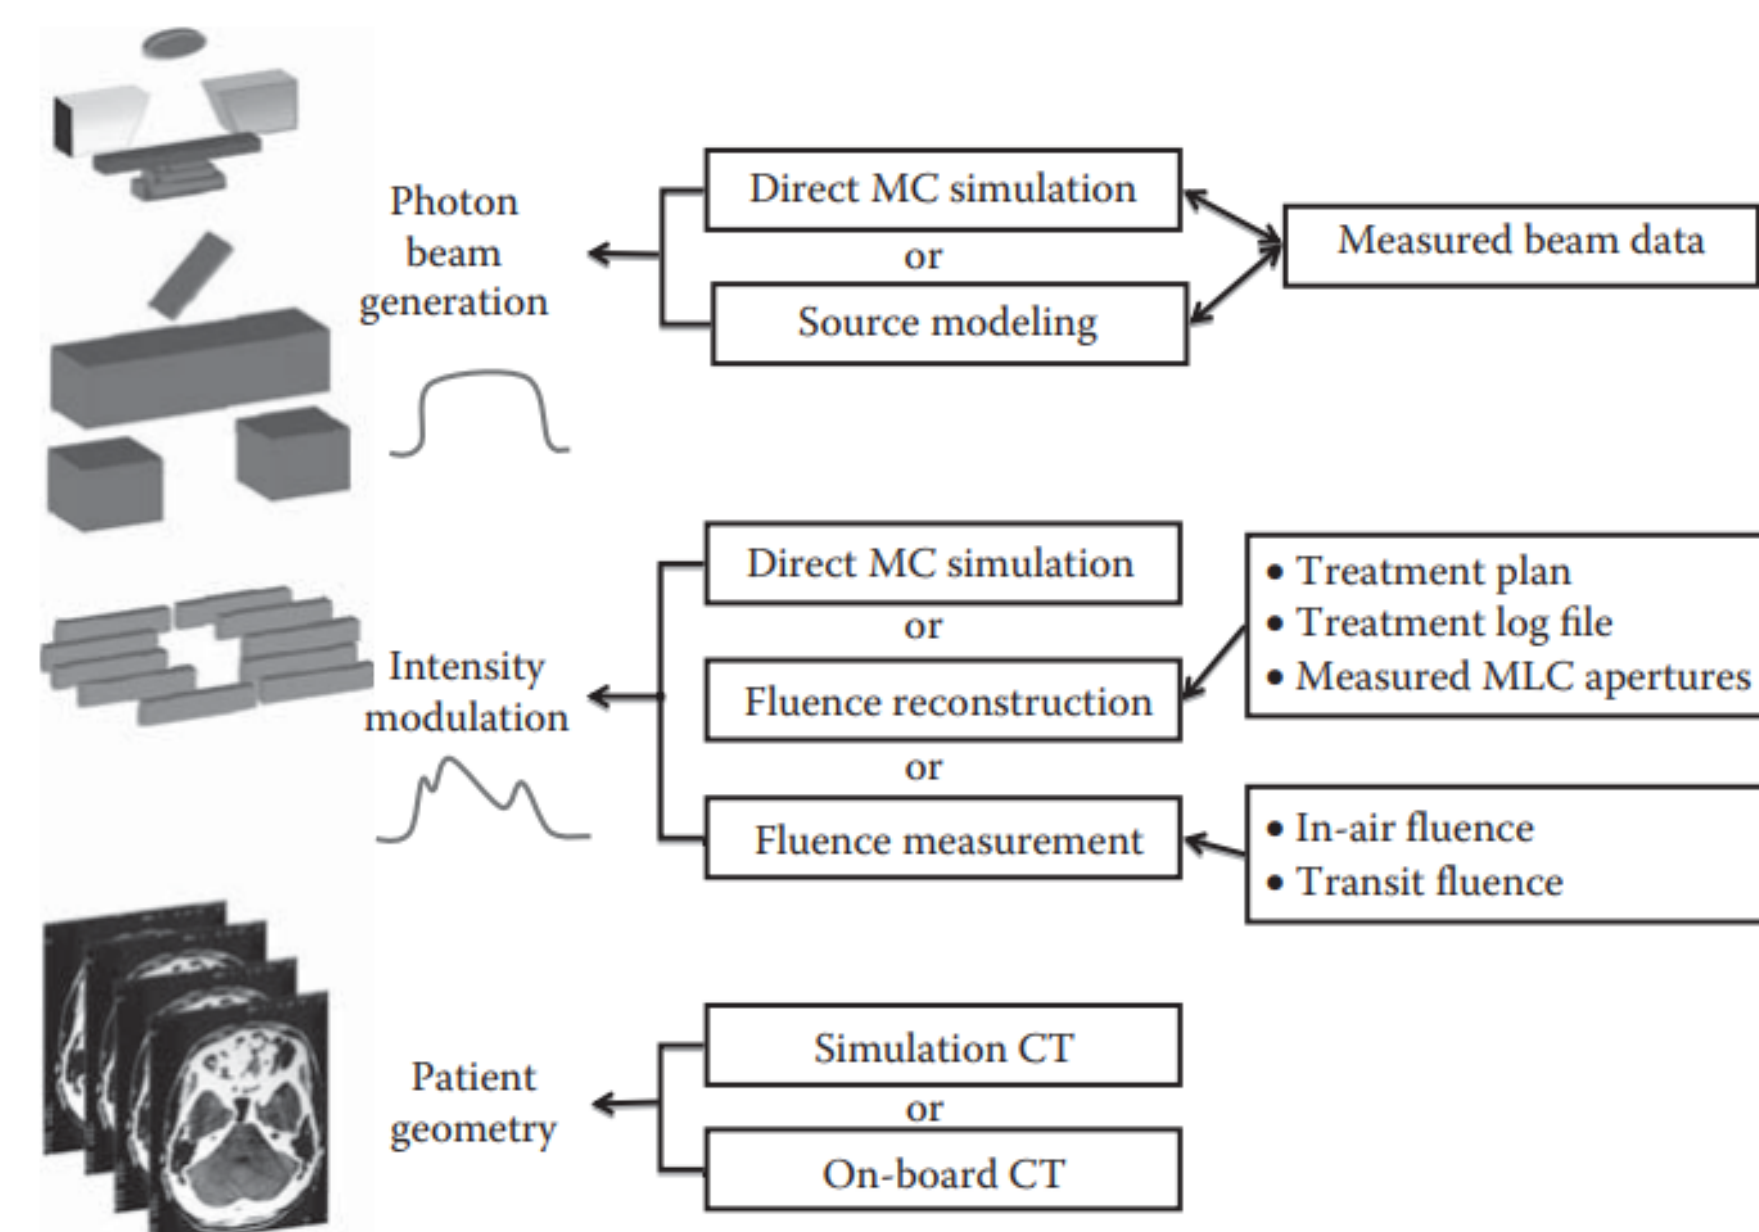 Photon
beam
generation
Direct MC simulation
or
Source modeling
Measured beam data
Intensity
modulation
Direct MC simulation
or
Fluence reconstruction
or
Fluence measurement
• Treatment plan
• Treatment log file
• Measured MLC apertures
• In-air fluence
• Transit fluence
Patient
geometry
Simulation CT
or
On-board CT